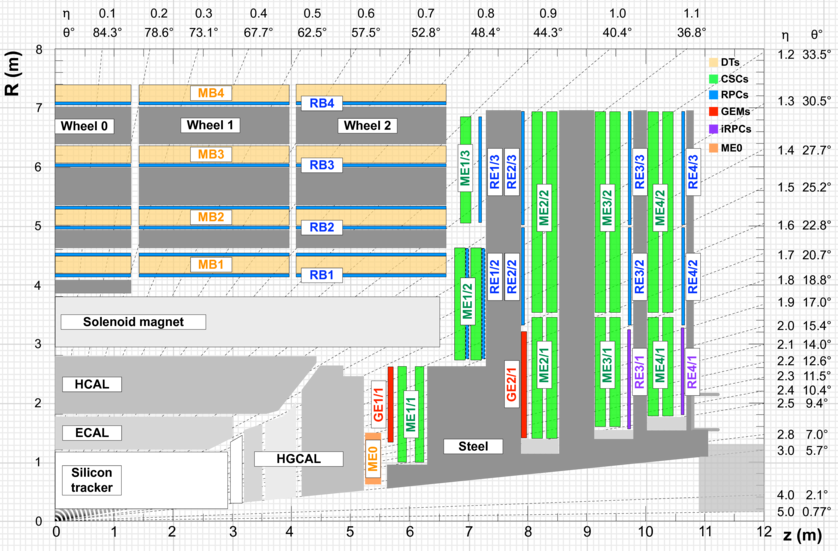 η 0.1 0.2 0.3 0.4 0.5 0.6 0.7 0.8 0.9 1.0 1.1
θ° 84.3° 78.6° 73.1° 67.7° 62.5° 57.5° 52.8° 48.4° 44.3° 40.4° 36.8°
η θ°
R (m)
8
7
6
5
4
3
2
1
0
1.2 33.5°
1.3 30.5°
1.4 27.7°
1.5 25.2°
1.6 22.8°
1.7 20.7°
1.8 18.8°
1.9 17.0°
2.0 15.4°
2.1 14.0°
2.2 12.6°
2.3 11.5°
2.4 10.4°
2.5 9.4°
2.8 7.0°
3.0 5.7°
4.0 2.1°
5.0 0.77°
DTs
CSCs
RPCs
GEMs
iRPCs
ME0
MB4
RB4
Wheel 0
Wheel 1
Wheel 2
MB3
RB3
MB2
RB2
MB1
RB1
Solenoid magnet
HCAL
ECAL
Silicon
tracker
HGCAL
Steel
ME0
GE1/1
ME1/1
ME1/2
ME1/3
RE1/3
RE1/2
RE2/3
RE2/2
GE2/1
ME2/2
ME2/1
ME3/2
ME3/1
RE3/3
RE3/2
RE3/1
ME4/2
ME4/1
RE4/3
RE4/2
RE4/1
0 1 2 3 4 5 6 7 8 9 10 11 12
z (m)